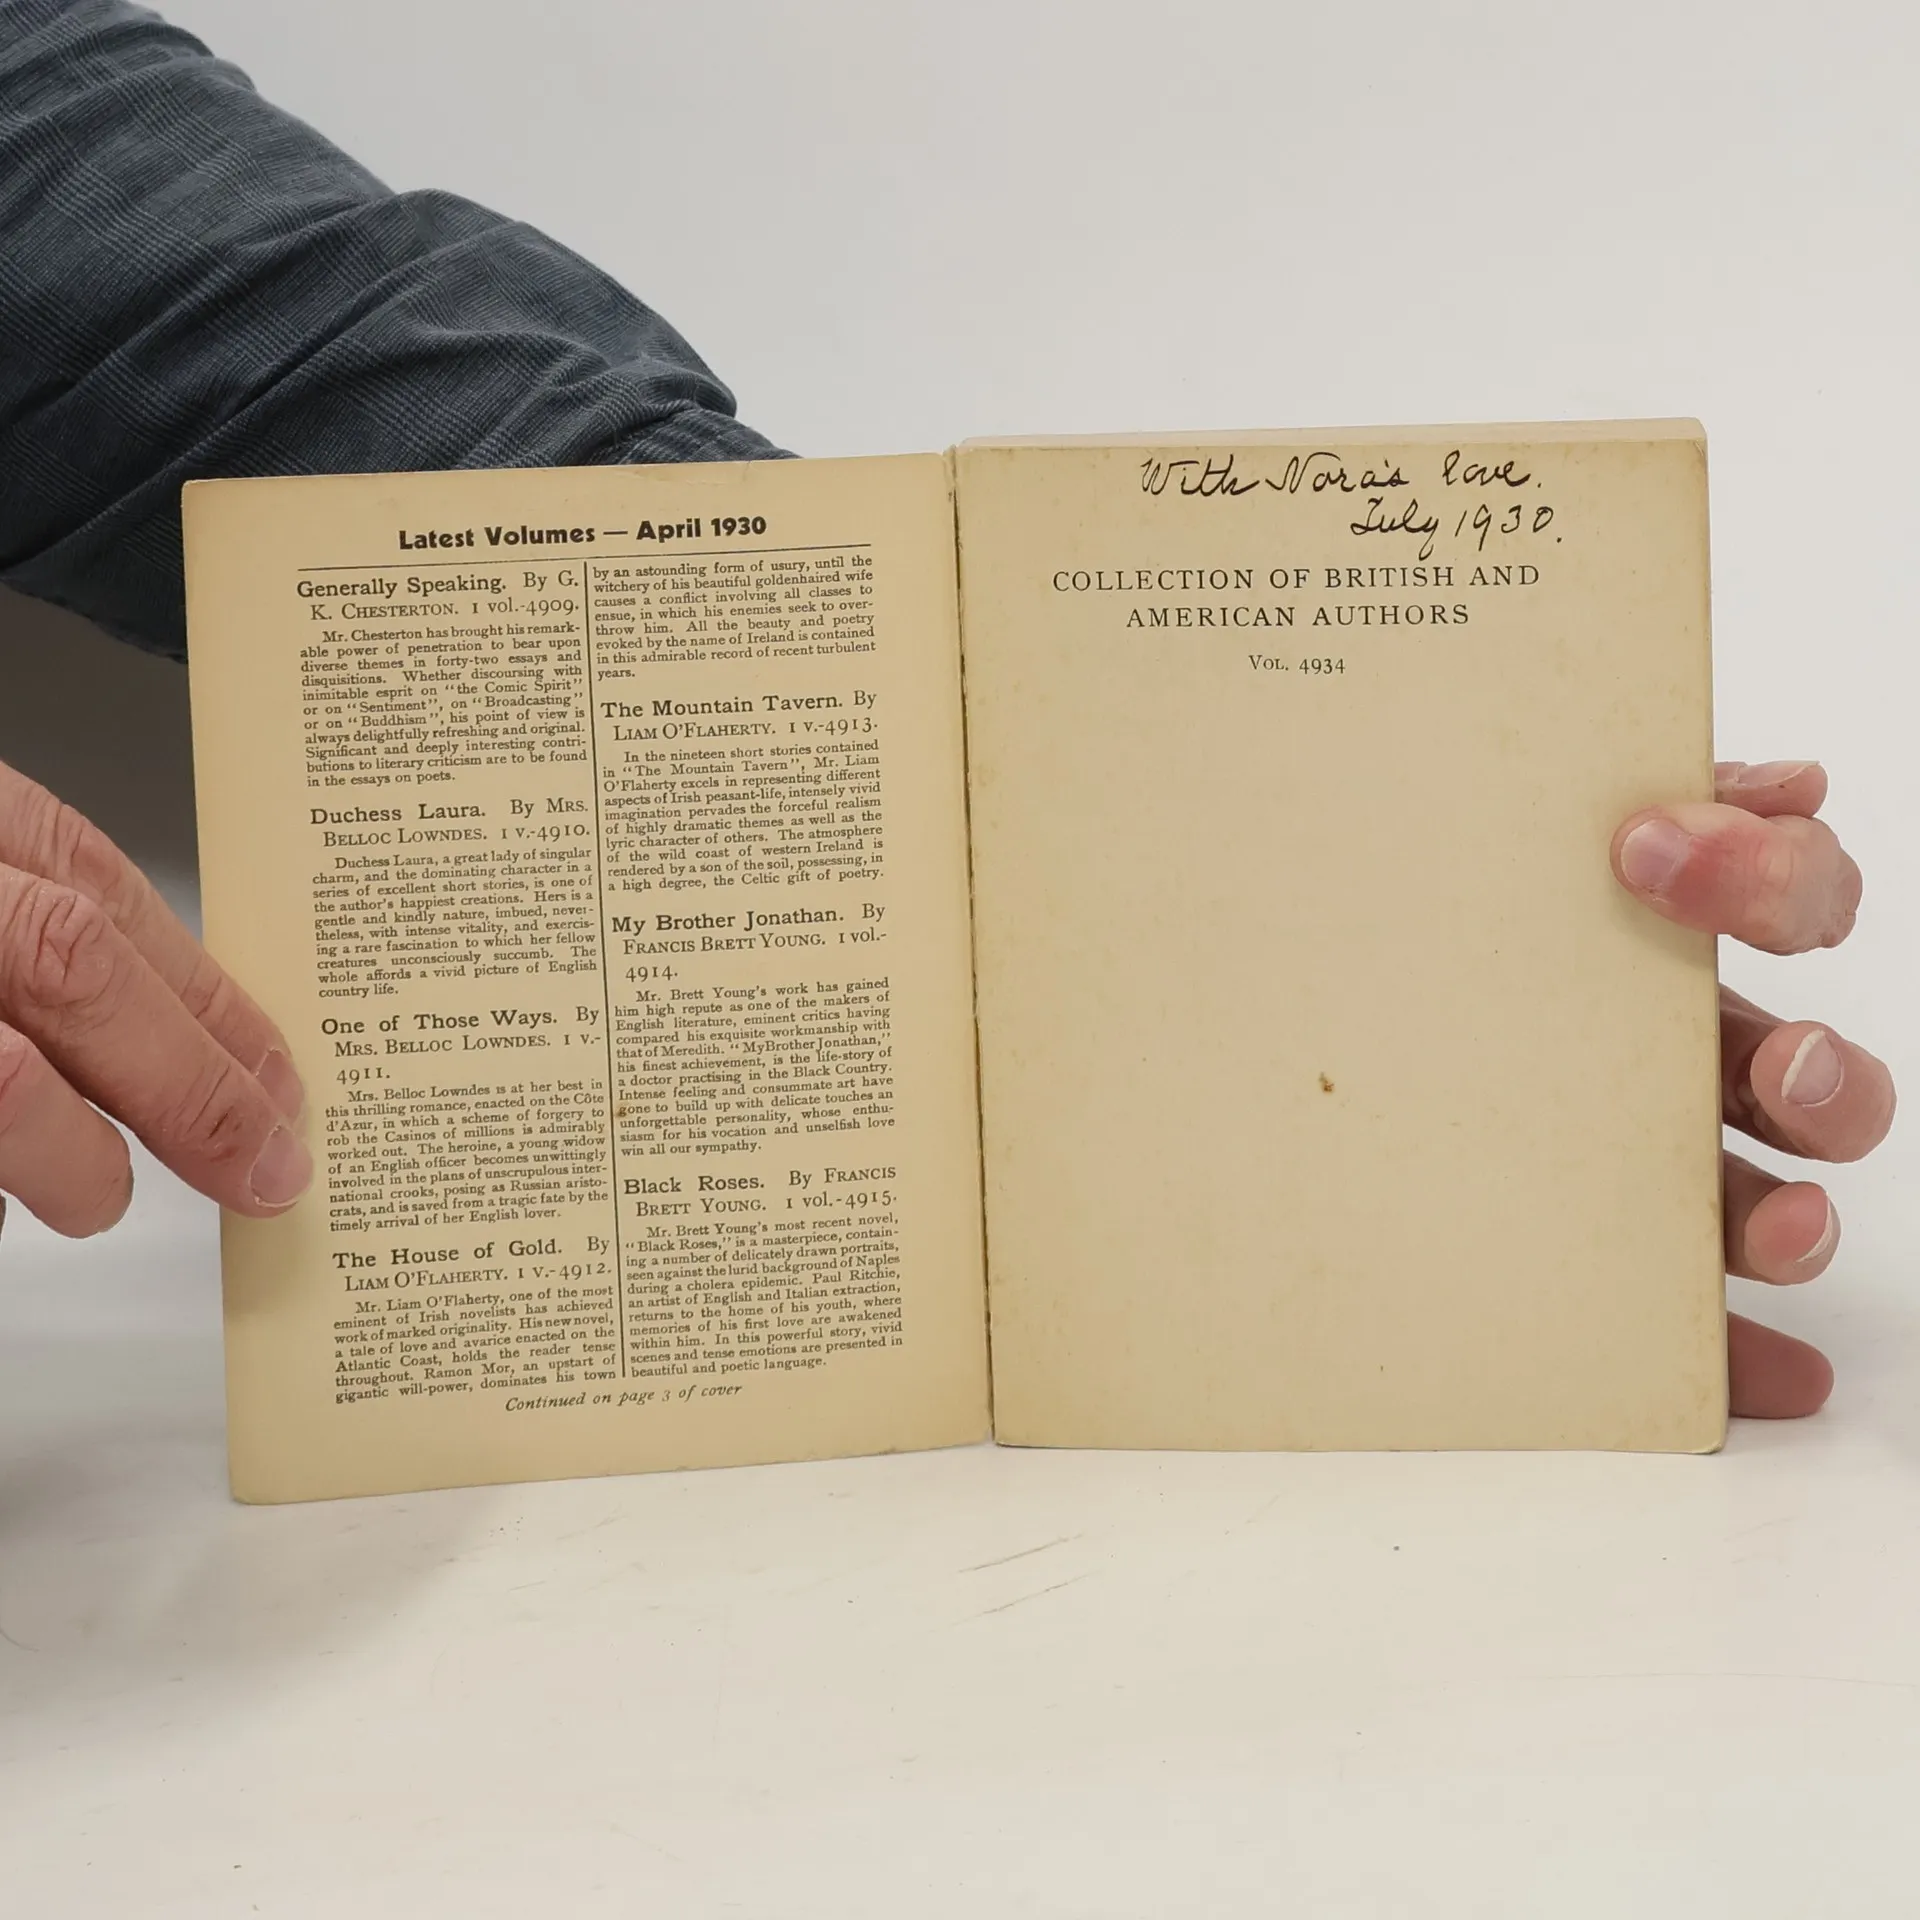 Latest Volumes — April 1930
Generally Speaking. By G.
K. CHESTERTON. 1 vol.-4909.
Mr. Chesterton has brought his remark-
able power of penetration to bear upon
diverse themes in forty-two essays and
disquisitions. Whether discoursing with
inimitable esprit on "the Comic Spirit"
or on "Sentiment", on "Broadcasting"
or on "Buddhism", his point of view is
always delightfully refreshing and original.
Significant and deeply interesting contri-
butions to literary criticism are to be found
in the essays on poets.
Duchess Laura. By MRS.
BELLOC LOWNDES. 1 V.-4910.
Duchess Laura, a great lady of singular
charm, and the dominating character in a
series of excellent short stories, is one of
the author's happiest creations. Hers is a
gentle and kindly nature, imbued, never-
theless, with intense vitality, and exercis-
ing a rare fascination to which her fellow
creatures unconsciously succumb. The
whole affords a vivid picture of English
country life.
One of Those Ways. By
MRS. BELLOC LOWNDES. 1 V.-
4911.
Mrs. Belloc Lowndes is at her best in
this thrilling romance, enacted on the Côte
d'Azur, in which a scheme of forgery to
rob the Casinos of millions is admirably
worked out. The heroine, a young widow
of an English officer becomes unwittingly
involved in the plans of unscrupulous inter-
national crooks, posing as Russian aristo-
crats, and is saved from a tragic fate by the
timely arrival of her English lover.
The House of Gold. By
LIAM O'FLAHERTY. 1 V.-4912.
Mr. Liam O'Flaherty, one of the most
eminent of Irish novelists has achieved
work of marked originality. His new novel,
a tale of love and avarice enacted on the
Atlantic Coast, holds the reader tense
throughout. Ramon Mor, an upstart of
gigantic will-power, dominates his town
by an astounding form of usury, until the
witchery of his beautiful goldenhaired wife
causes a conflict involving all classes to
ensue, in which his enemies seek to over-
throw him. All the beauty and poetry
evoked by the name of Ireland is contained
in this admirable record of recent turbulent
years.
The Mountain Tavern. By
LIAM O'FLAHERTY. 1 V.-4913.
In the nineteen short stories contained
in "The Mountain Tavern", Mr. Liam
O'Flaherty excels in representing different
aspects of Irish peasant-life, intensely vivid
imagination pervades the forceful realism
of highly dramatic themes as well as the
lyric character of others. The atmosphere
of the wild coast of western Ireland is
rendered by a son of the soil, possessing, in
a high degree, the Celtic gift of poetry.
My Brother Jonathan. By
FRANCIS BRETT YOUNG. 1 vol.-
4914.
Mr. Brett Young's work has gained
him high repute as one of the makers of
English literature, eminent critics having
compared his exquisite workmanship with
that of Meredith. "My Brother Jonathan,"
his finest achievement, is the life-story of
a doctor practising in the Black Country.
Intense feeling and consummate art have
gone to build up with delicate touches an
unforgettable personality, whose enthu-
siasm for his vocation and unselfish love
win all our sympathy.
Black Roses. By FRANCIS
BRETT YOUNG. 1 vol.-4915.
Mr. Brett Young's most recent novel,
"Black Roses," is a masterpiece, contain-
ing a number of delicately drawn portraits,
seen against the lurid background of Naples
during a cholera epidemic. Paul Ritchie,
an artist of English and Italian extraction,
returns to the home of his youth, where
memories of his first love are awakened
within him. In this powerful story, vivid
scenes and tense emotions are presented in
beautiful and poetic language.
Continued on page 3 of cover
With Nora's love.
July 1930.
COLLECTION OF BRITISH AND
AMERICAN AUTHORS
VOL. 4934